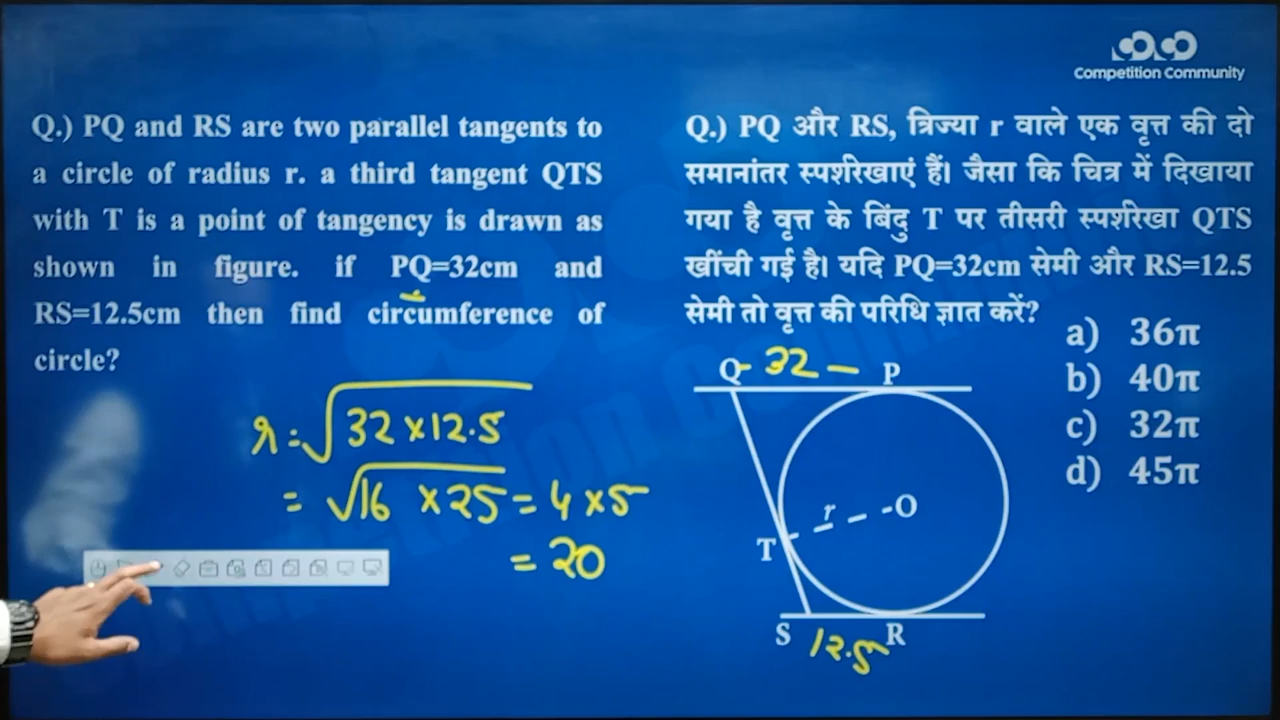 Competition Community
Q.) PQ and RS are two parallel tangents to
a circle of radius r. a third tangent QTS
with T is a point of tangency is drawn as
shown in figure. if PQ=32cm and
RS=12.5cm then find circumference of
circle?
Q.) PQ और RS, त्रिज्या r वाले एक वृत्त की दो
समानांतर स्पर्शरेखाएं हैं। जैसा कि चित्र में दिखाया
गया है वृत्त के बिंदु T पर तीसरी स्पर्शरेखा QTS
खींची गई है। यदि PQ=32cm सेमी और RS=12.5
सेमी तो वृत्त की परिधि ज्ञात करें?
a) 36π
b) 40π
c) 32π
d) 45π
r = √32×12.5
= √16 ×25 = 4×5
= 20
Q 32 P
r O
T
S 12.5 R